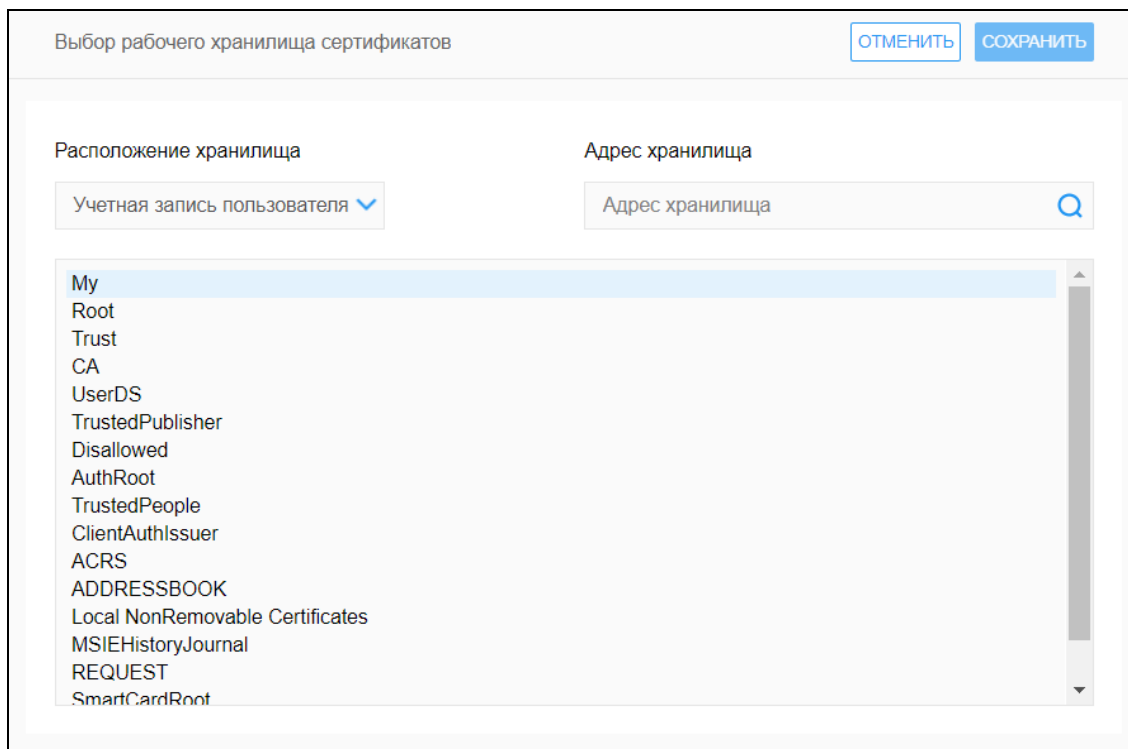 Выбор рабочего хранилища сертификатов
ОТМЕНИТЬ
СОХРАНИТЬ
Расположение хранилища
Адрес хранилища
Учетная запись пользователя
Адрес хранилища
My
Root
Trust
CA
UserDS
TrustedPublisher
Disallowed
AuthRoot
TrustedPeople
ClientAuthIssuer
ACRS
ADDRESSBOOK
Local NonRemovable Certificates
MSIEHistoryJournal
REQUEST
SmartCardRoot